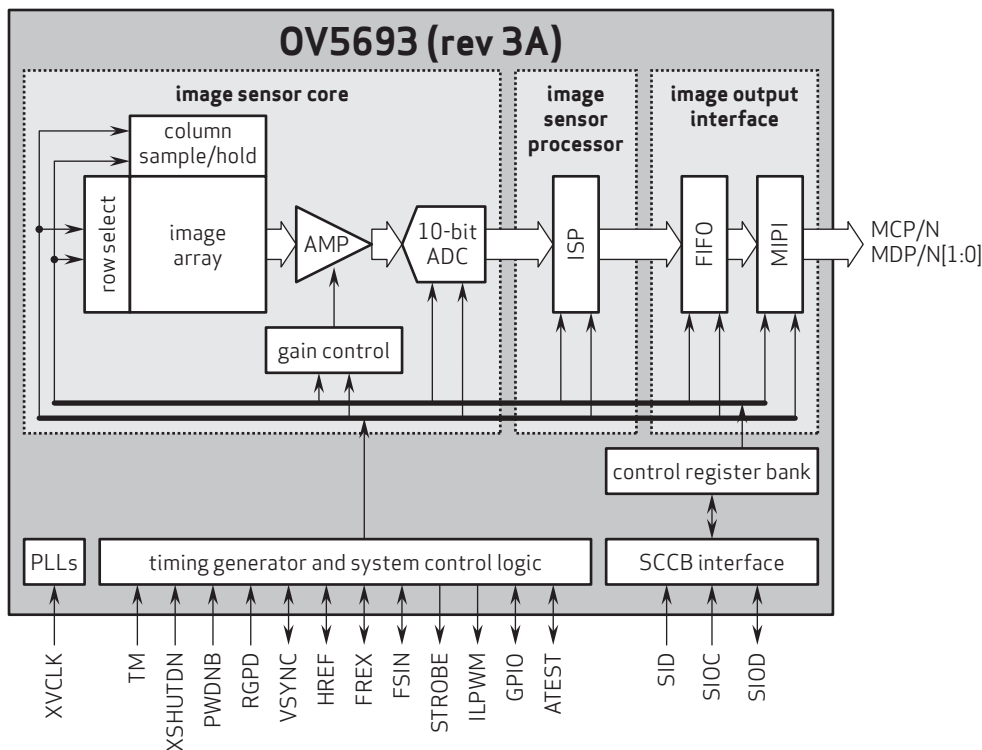 OV5693 (rev 3A)
image sensor core
image
sensor
processor
image output
interface
column
sample/hold
row select
image
array
AMP
10-bit
ADC
ISP
FIFO
MIPI
MCP/N
MDP/N[1:0]
gain control
control register bank
PLLs
timing generator and system control logic
SCCB interface
XVCLK
TM
XSHUTDN
PWDNB
RGPD
VSYNC
HREF
FREX
FSIN
STROBE
ILPWM
GPIO
ATEST
SID
SIOC
SIOD